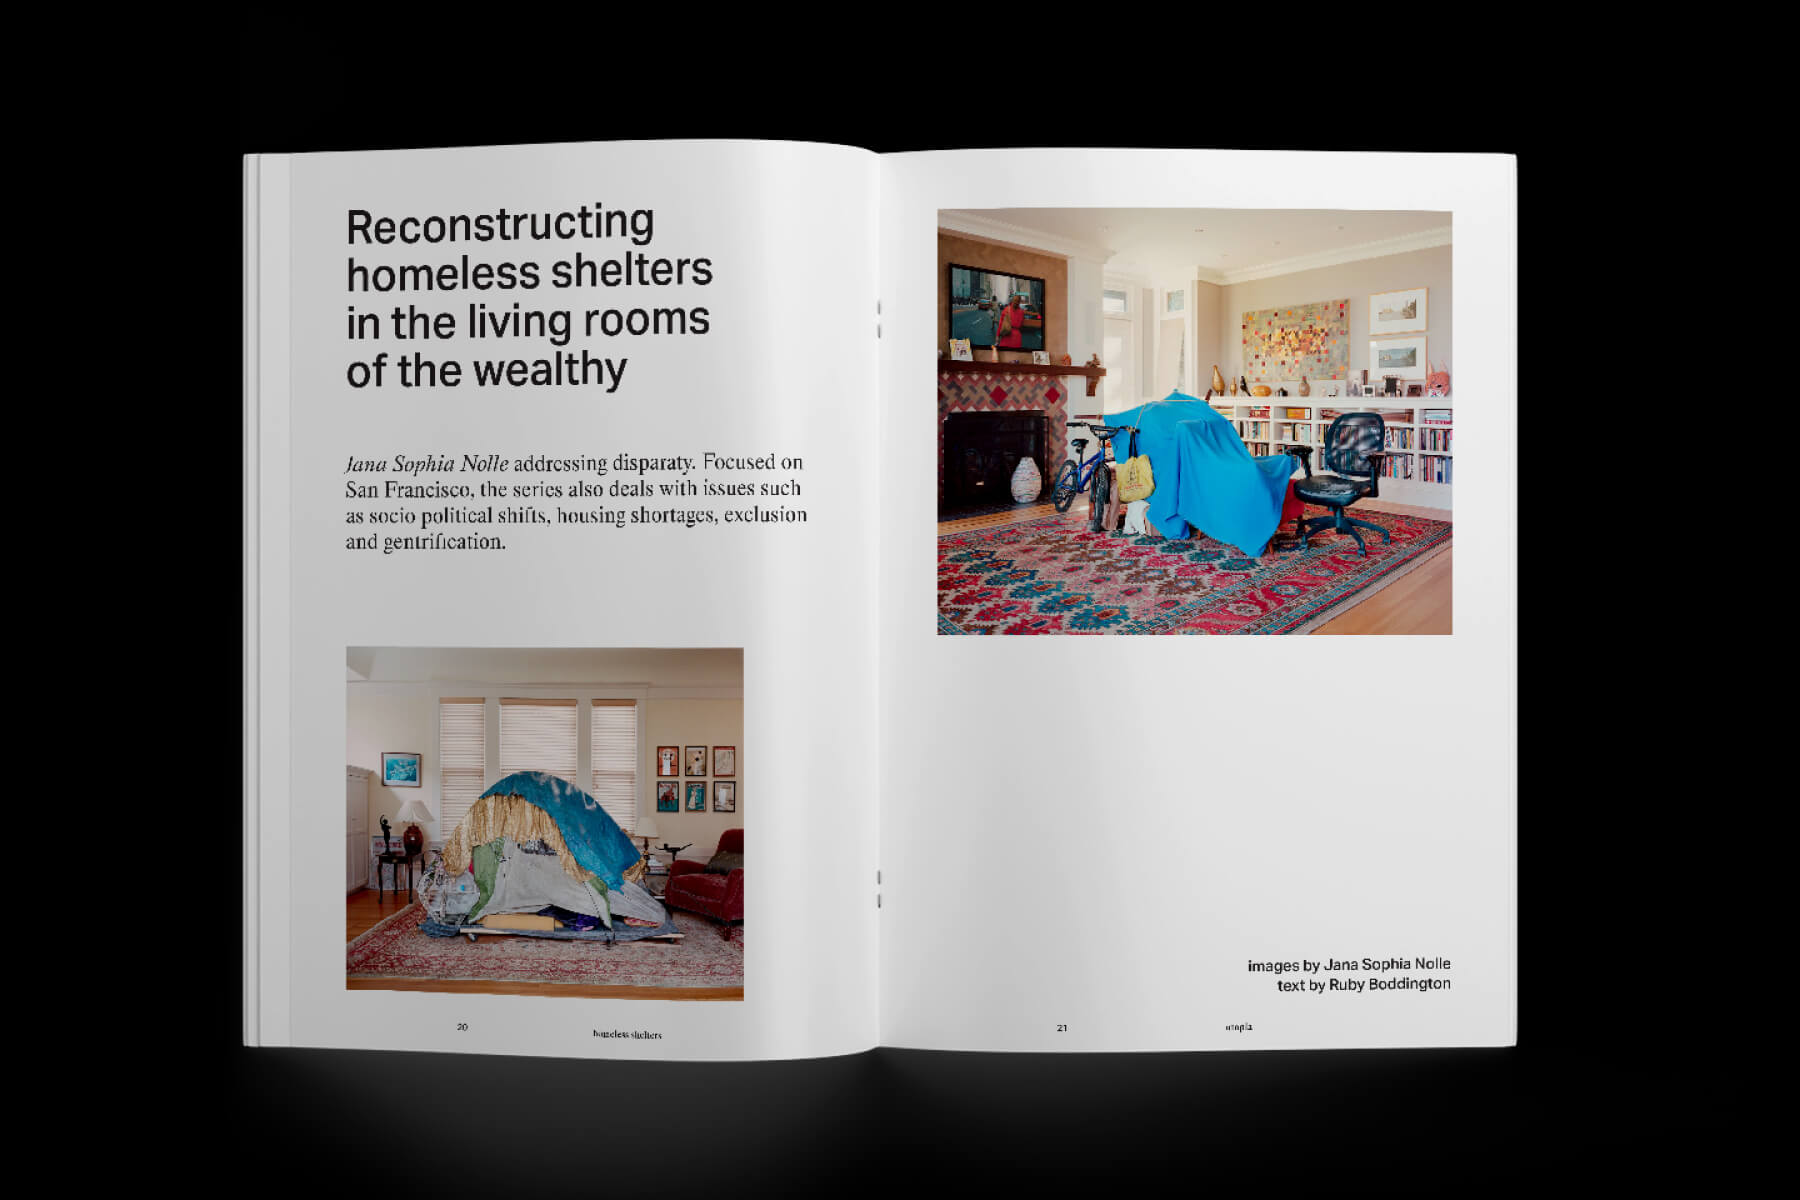 Reconstructing
homeless shelters
in the living rooms
of the wealthy
Jana Sophia Nolle addressing disparaty. Focused on
San Francisco, the series also deals with issues such
as socio political shifts, housing shortages, exclusion
and gentrification.
20
homeless shelters
images by Jana Sophia Nolle
text by Ruby Boddington
21
utopia